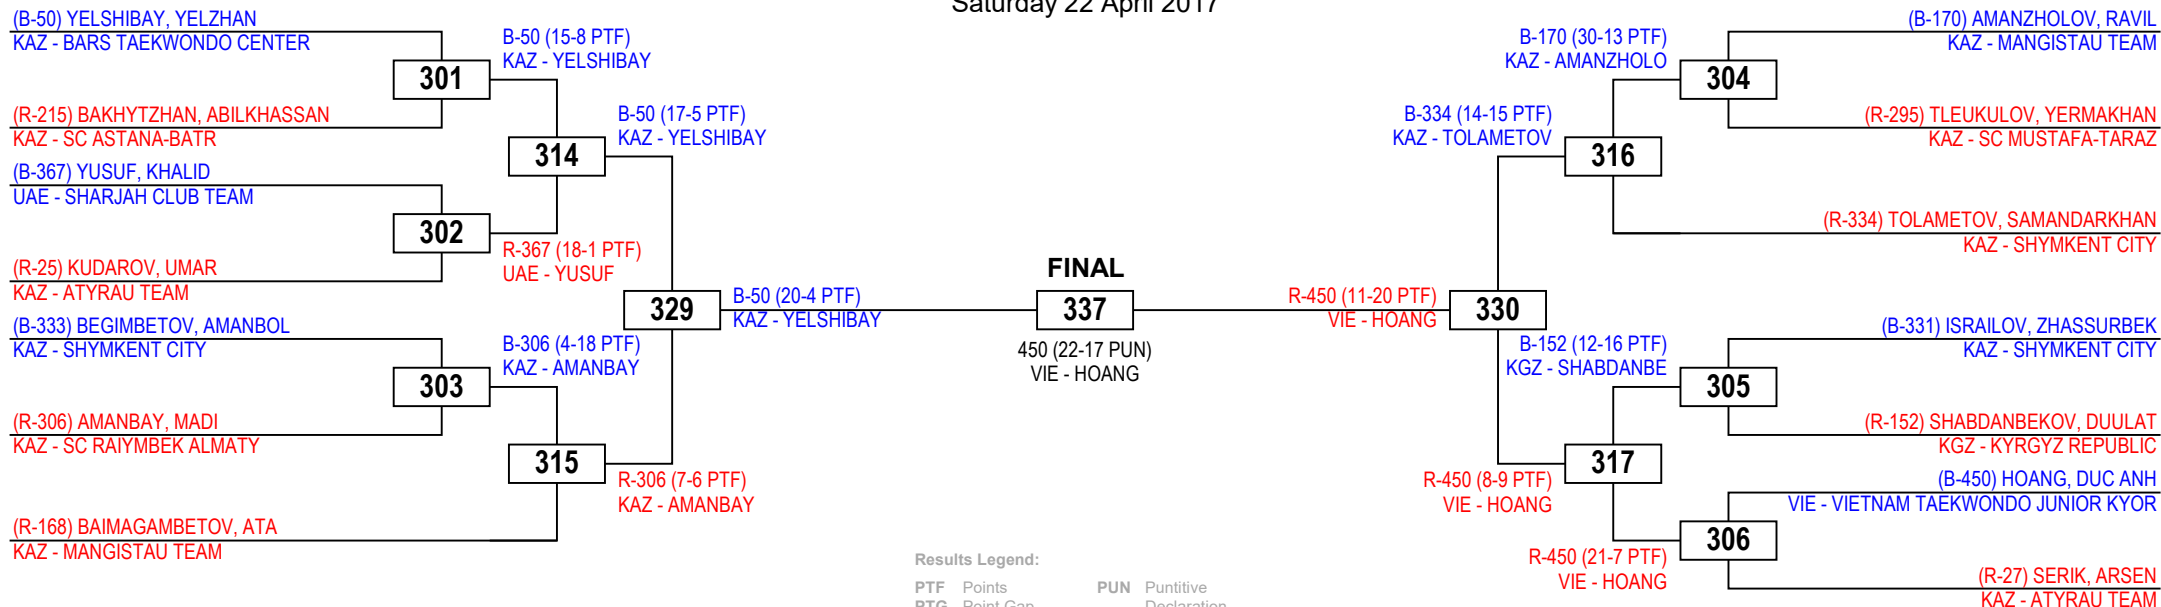 Saturday 22 April 2017
(B-50) YELSHIBAY, YELZHAN
KAZ - BARS TAEKWONDO CENTER
301
(R-215) BAKHYTZHAN, ABILKHASSAN
KAZ - SC ASTANA-BATR
(B-367) YUSUF, KHALID
UAE - SHARJAH CLUB TEAM
302
(R-25) KUDAROV, UMAR
KAZ - ATYRAU TEAM
(B-333) BEGIMBETOV, AMANBOL
KAZ - SHYMKENT CITY
303
(R-306) AMANBAY, MADI
KAZ - SC RAIYMBEK ALMATY
(R-168) BAIMAGAMBETOV, ATA
KAZ - MANGISTAU TEAM
B-50 (15-8 PTF)
KAZ - YELSHIBAY
314
R-367 (18-1 PTF)
UAE - YUSUF
B-306 (4-18 PTF)
KAZ - AMANBAY
315
B-50 (17-5 PTF)
KAZ - YELSHIBAY
329
R-306 (7-6 PTF)
KAZ - AMANBAY
B-50 (20-4 PTF)
KAZ - YELSHIBAY
FINAL
337
450 (22-17 PUN)
VIE - HOANG
R-450 (11-20 PTF)
VIE - HOANG
330
B-334 (14-15 PTF)
KAZ - TOLAMETOV
R-450 (8-9 PTF)
VIE - HOANG
B-170 (30-13 PTF)
KAZ - AMANZHOLO
316
B-152 (12-16 PTF)
KGZ - SHABDANBE
317
R-450 (21-7 PTF)
VIE - HOANG
(B-170) AMANZHOLOV, RAVIL
KAZ - MANGISTAU TEAM
304
(R-295) TLEUKULOV, YERMAKHAN
KAZ - SC MUSTAFA-TARAZ
(R-334) TOLAMETOV, SAMANDARKHAN
KAZ - SHYMKENT CITY
(B-331) ISRAILOV, ZHASSURBEK
KAZ - SHYMKENT CITY
305
(R-152) SHABDANBEKOV, DUULAT
KGZ - KYRGYZ REPUBLIC
(B-450) HOANG, DUC ANH
VIE - VIETNAM TAEKWONDO JUNIOR KYOR
306
(R-27) SERIK, ARSEN
KAZ - ATYRAU TEAM
Results Legend:
PTF Points PUN Puntitive
PTG Point Gap Declaration